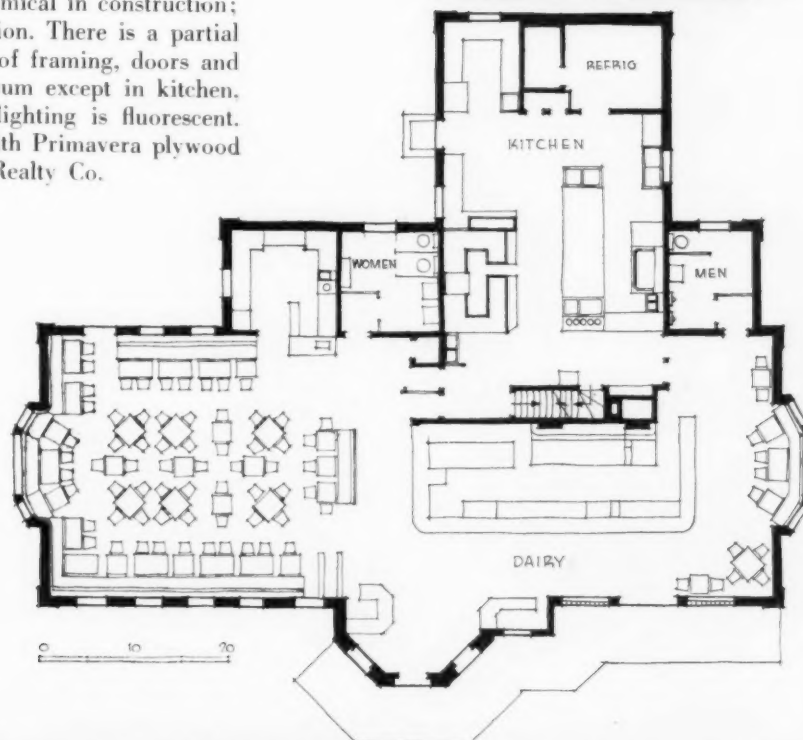 mical in construction;
ion. There is a partial
of framing, doors and
um except in kitchen.
lighting is fluorescent.
th Primavera plywood
Realty Co.
REFRIG
KITCHEN
WOMEN
MEN
DAIRY
0 10 20